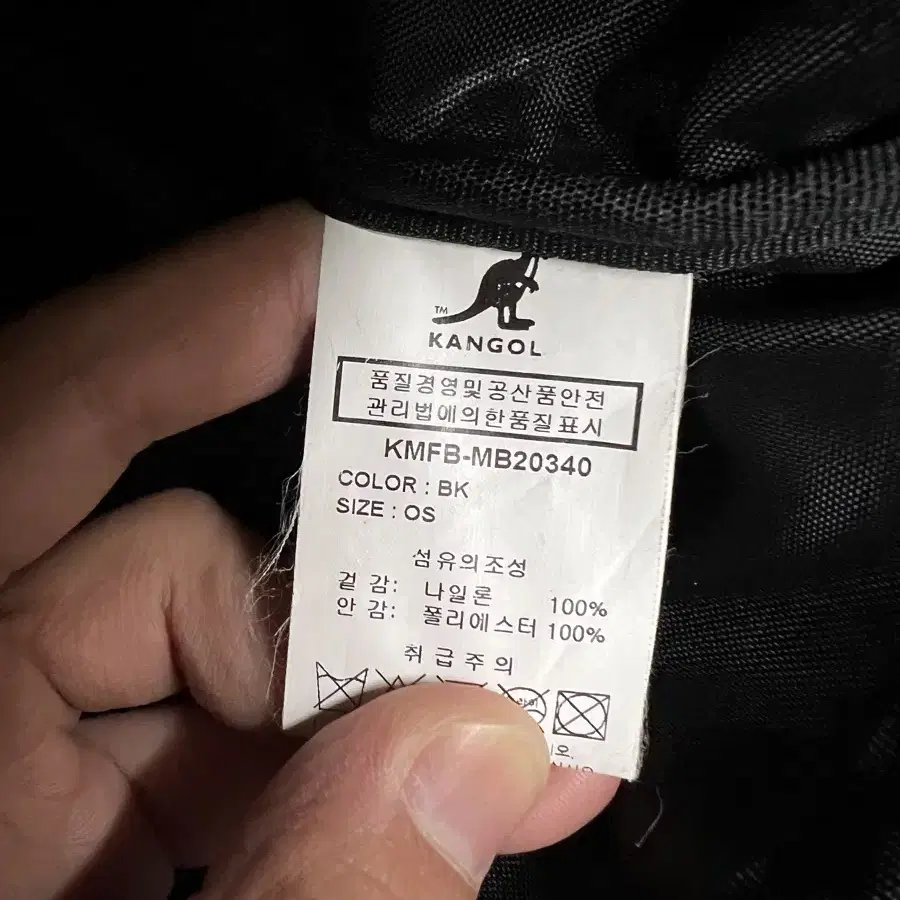 TM
KANGOL
품질경영및공산품안전
관리법에의한품질표시
KMFB-MB20340
COLOR : BK
SIZE : OS
섬유의조성
겉 감: 나일론 100%
안 감: 폴리에스터 100%
취급주의